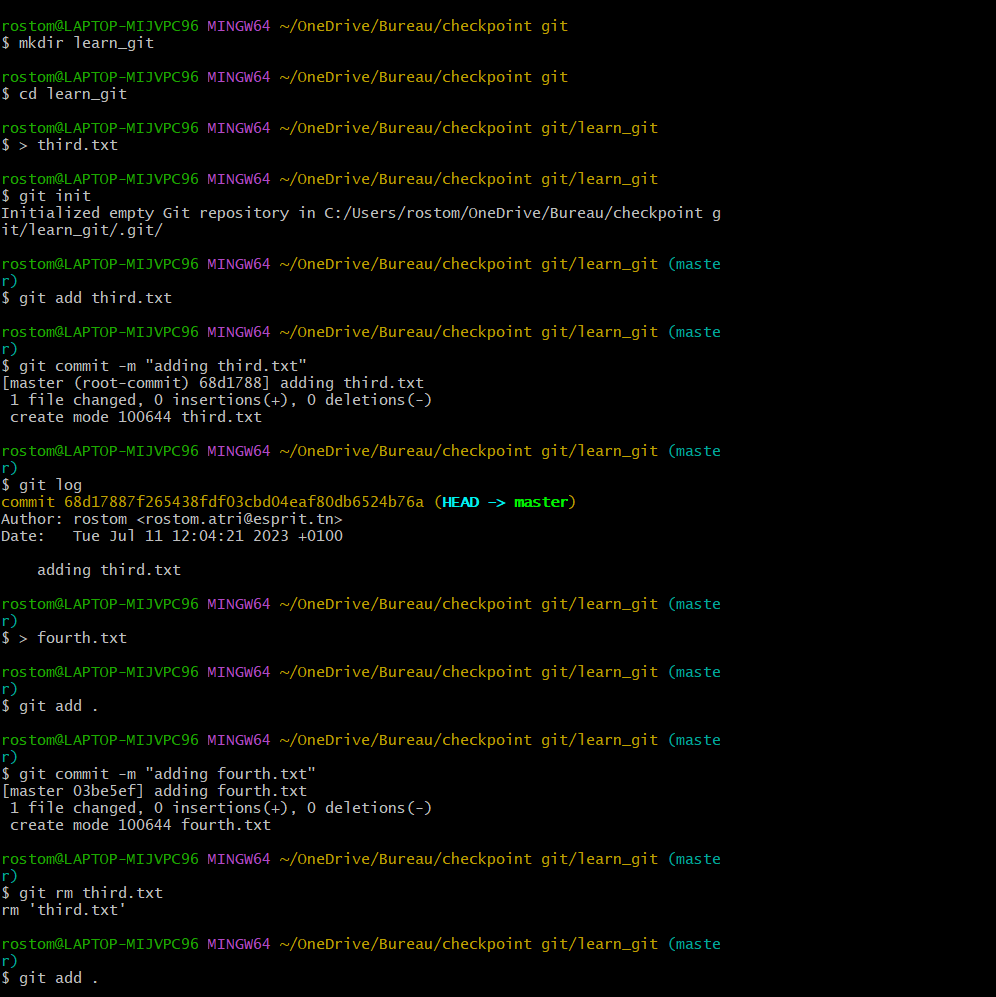 rostom@LAPTOP-MIJVPC96 MINGW64 ~/OneDrive/Bureau/checkpoint git
$ mkdir learn_git
rostom@LAPTOP-MIJVPC96 MINGW64 ~/OneDrive/Bureau/checkpoint git
$ cd learn_git
rostom@LAPTOP-MIJVPC96 MINGW64 ~/OneDrive/Bureau/checkpoint git/learn_git
$ > third.txt
rostom@LAPTOP-MIJVPC96 MINGW64 ~/OneDrive/Bureau/checkpoint git/learn_git
$ git init
Initialized empty Git repository in C:/Users/rostom/OneDrive/Bureau/checkpoint g
it/learn_git/.git/
rostom@LAPTOP-MIJVPC96 MINGW64 ~/OneDrive/Bureau/checkpoint git/learn_git (maste
r)
$ git add third.txt
rostom@LAPTOP-MIJVPC96 MINGW64 ~/OneDrive/Bureau/checkpoint git/learn_git (maste
r)
$ git commit -m "adding third.txt"
[master (root-commit) 68d1788] adding third.txt
 1 file changed, 0 insertions(+), 0 deletions(-)
 create mode 100644 third.txt
rostom@LAPTOP-MIJVPC96 MINGW64 ~/OneDrive/Bureau/checkpoint git/learn_git (maste
r)
$ git log
commit 68d17887f265438fdf03cbd04eaf80db6524b76a (HEAD -> master)
Author: rostom <rostom.atri@esprit.tn>
Date:   Tue Jul 11 12:04:21 2023 +0100
    adding third.txt
rostom@LAPTOP-MIJVPC96 MINGW64 ~/OneDrive/Bureau/checkpoint git/learn_git (maste
r)
$ > fourth.txt
rostom@LAPTOP-MIJVPC96 MINGW64 ~/OneDrive/Bureau/checkpoint git/learn_git (maste
r)
$ git add .
rostom@LAPTOP-MIJVPC96 MINGW64 ~/OneDrive/Bureau/checkpoint git/learn_git (maste
r)
$ git commit -m "adding fourth.txt"
[master 03be5ef] adding fourth.txt
 1 file changed, 0 insertions(+), 0 deletions(-)
 create mode 100644 fourth.txt
rostom@LAPTOP-MIJVPC96 MINGW64 ~/OneDrive/Bureau/checkpoint git/learn_git (maste
r)
$ git rm third.txt
rm 'third.txt'
rostom@LAPTOP-MIJVPC96 MINGW64 ~/OneDrive/Bureau/checkpoint git/learn_git (maste
r)
$ git add .